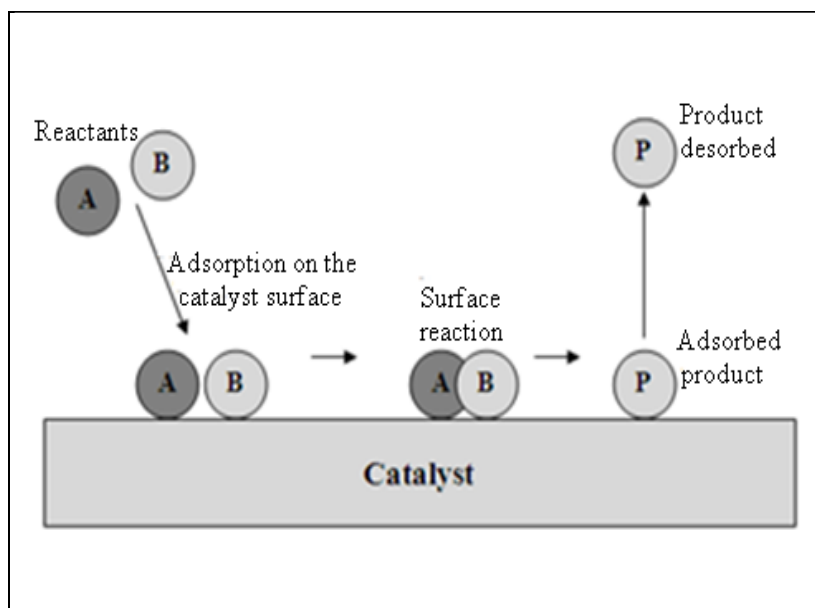 Reactants
B
A
Adsorption on the
catalyst surface
A
B
Surface
reaction
A
B
P
Product
desorbed
P
Adsorbed
product
Catalyst